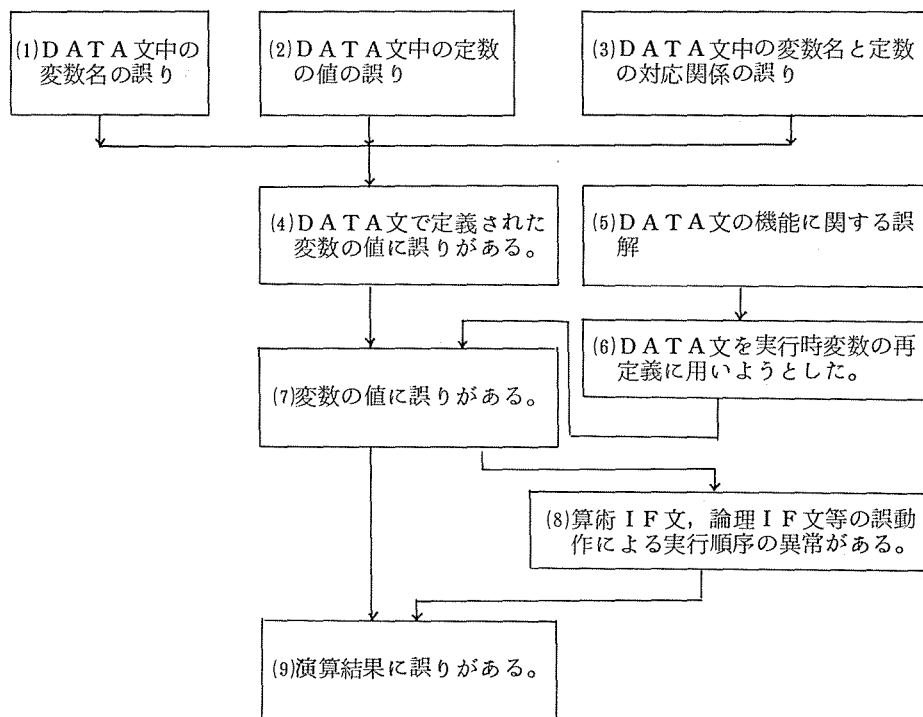 (1)DATA文中の
変数名の誤り
(2)DATA文中の定数
の値の誤り
(3)DATA文中の変数名と定数
の対応関係の誤り
(4)DATA文で定義された
変数の値に誤りがある。
(5)DATA文の機能に関する誤
解
(6)DATA文を実行時変数の再
定義に用いようとした。
(7)変数の値に誤りがある。
(8)算術IF文，論理IF文等の誤動
作による実行順序の異常がある。
(9)演算結果に誤りがある。